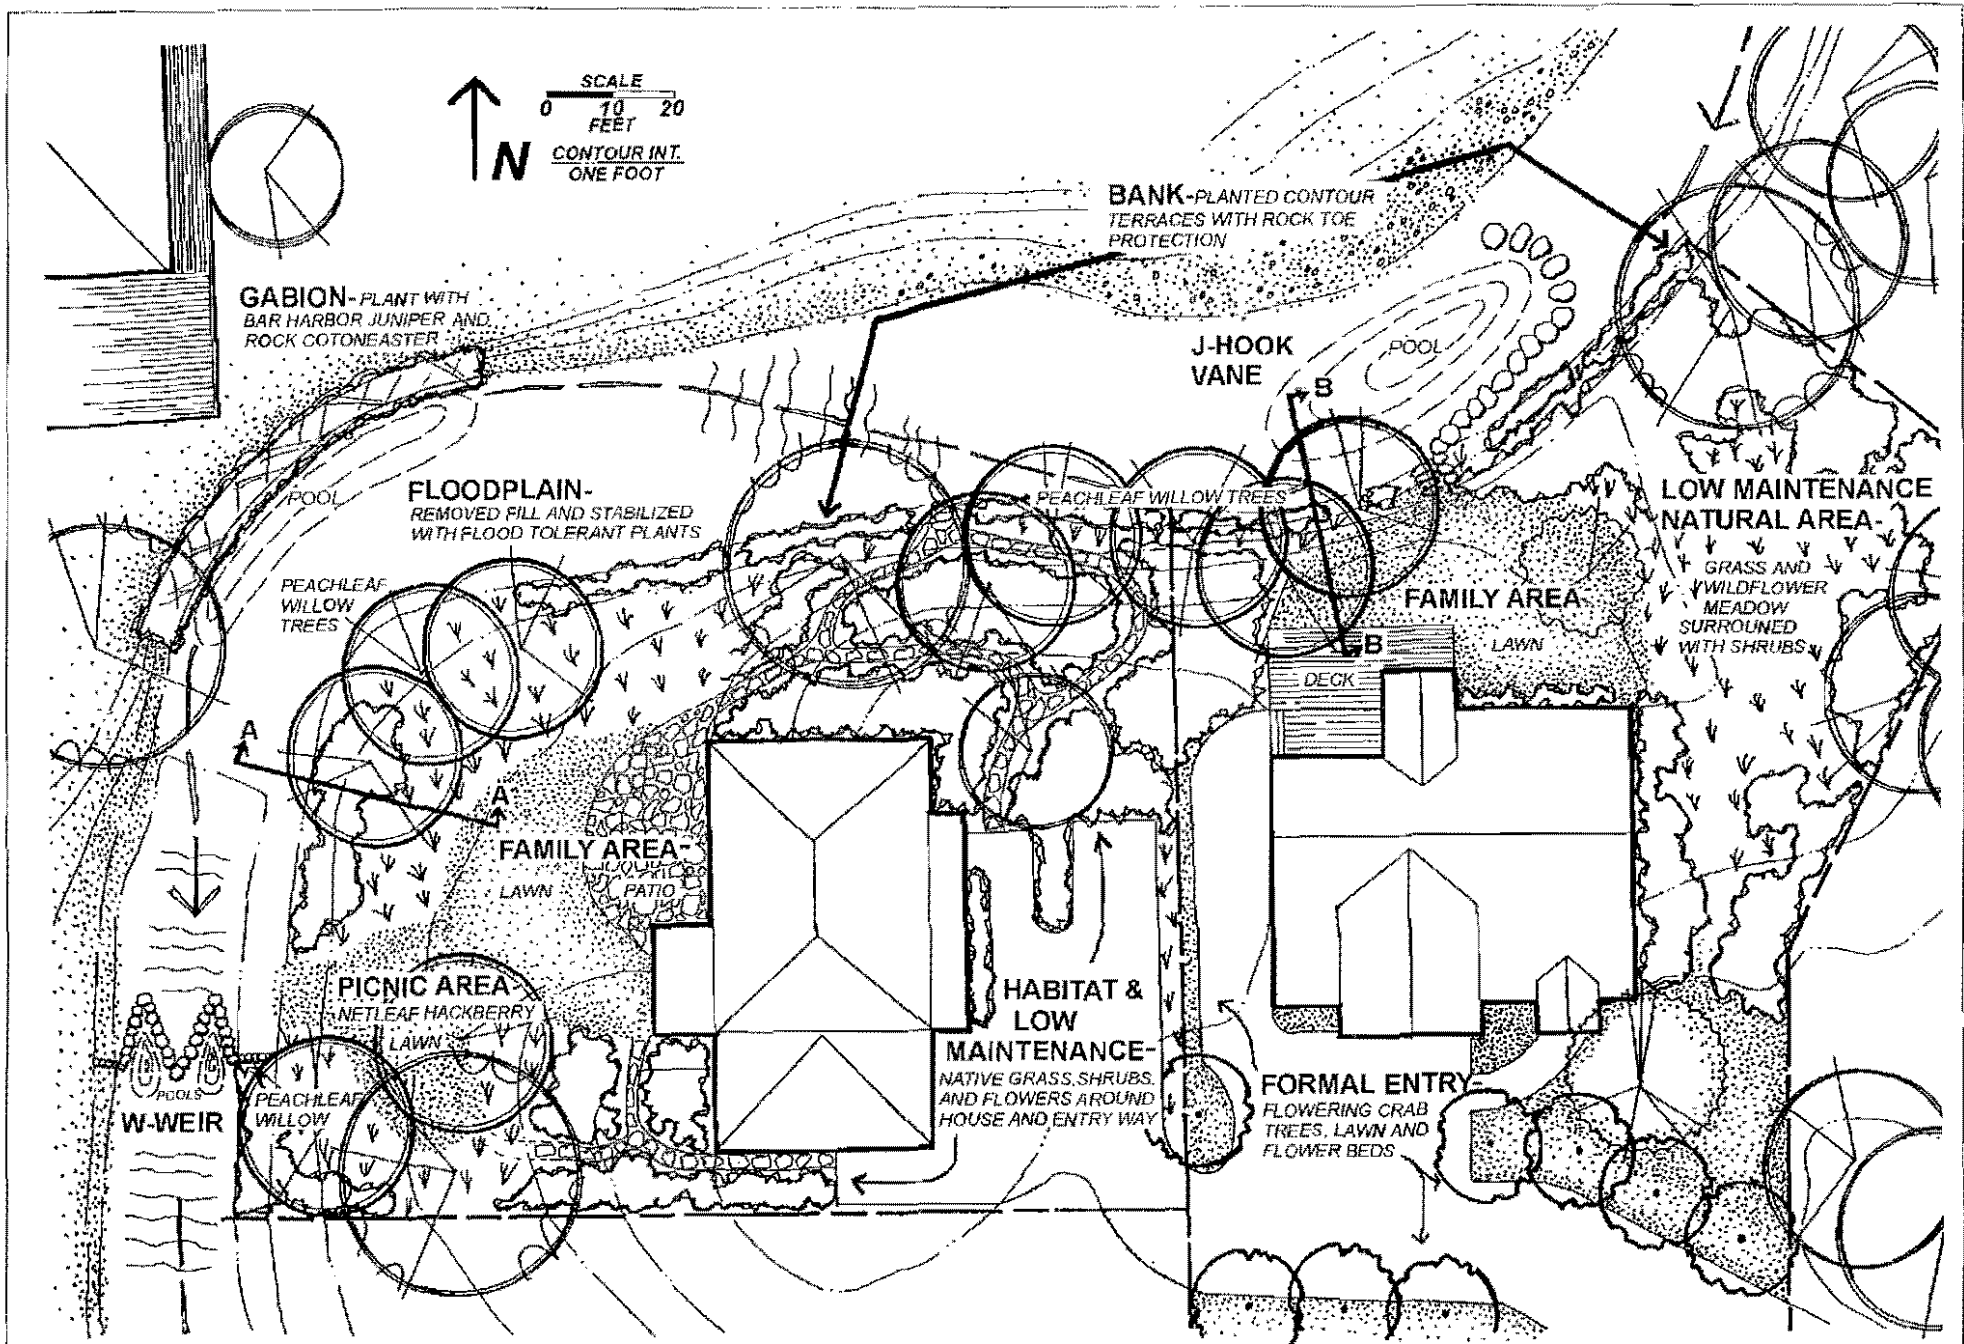 SCALE
0 10 20
FEET
N
CONTOUR INT.
ONE FOOT
BANK-PLANTED CONTOUR
TERRACES WITH ROCK TOE
PROTECTION
GABION-PLANT WITH
BAR HARBOR JUNIPER AND
ROCK COTONEASTER
J-HOOK
VANE
POOL
B
POOL
FLOODPLAIN-
REMOVED FILL AND STABILIZED
WITH FLOOD TOLERANT PLANTS
PEACHLEAF WILLOW TREES
LOW MAINTENANCE
NATURAL AREA-
GRASS AND
WILDFLOWER
MEADOW
SURROUNED
WITH SHRUBS
PEACHLEAF
WILLOW
TREES
FAMILY AREA-
LAWN
B
DECK
A
A
FAMILY AREA-
LAWN
PATIO
PICNIC AREA-
NETLEAF HACKBERRY
LAWN
HABITAT &
LOW
MAINTENANCE-
NATIVE GRASS, SHRUBS,
AND FLOWERS AROUND
HOUSE AND ENTRY WAY
FORMAL ENTRY-
FLOWERING CRAB
TREES, LAWN AND
FLOWER BEDS
POOLS
W-WEIR
PEACHLEAF
WILLOW